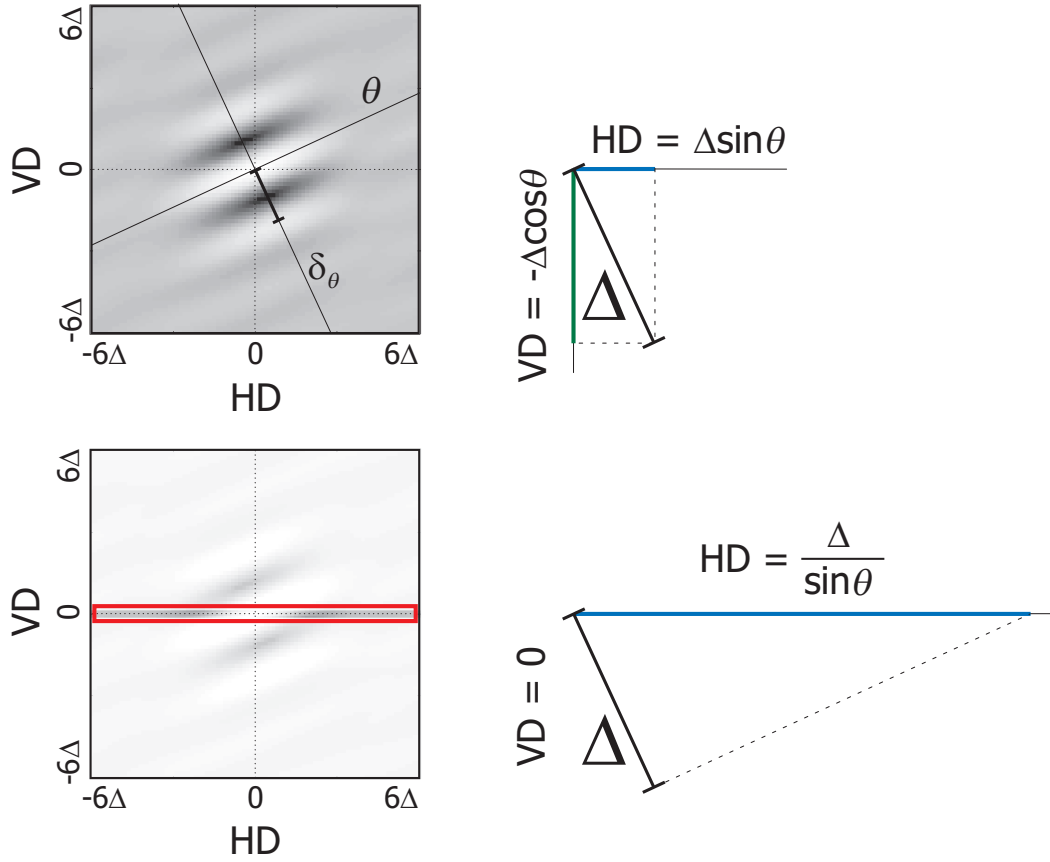 6Δ
VD
0
-6Δ
θ
δθ
-6Δ 0 6Δ
HD
HD = Δsinθ
VD = -Δcosθ
Δ
6Δ
VD
0
-6Δ
-6Δ 0 6Δ
HD
HD = Δ
sinθ
VD = 0
Δ